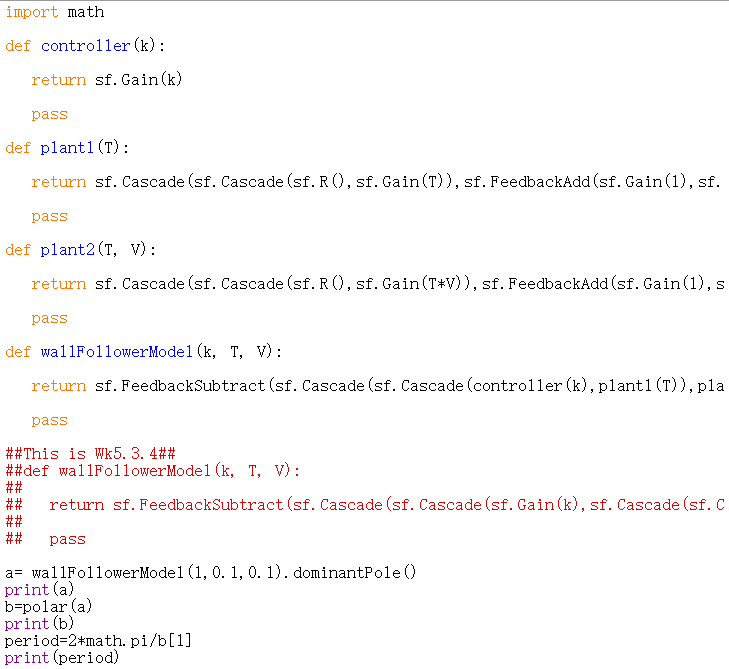 import math
def controller(k):
return sf.Gain(k)
pass
def plant1(T):
return sf.Cascade(sf.Cascade(sf.R(),sf.Gain(T)),sf.FeedbackAdd(sf.Gain(1),sf.
pass
def plant2(T, V):
return sf.Cascade(sf.Cascade(sf.R(),sf.Gain(T*V)),sf.FeedbackAdd(sf.Gain(1),s
pass
def wallFollowerModel(k, T, V):
return sf.FeedbackSubtract(sf.Cascade(sf.Cascade(controller(k),plant1(T)),pla
pass
##This is Wk5.3.4##
##def wallFollowerModel(k, T, V):
##
## return sf.FeedbackSubtract(sf.Cascade(sf.Cascade(sf.Gain(k),sf.Cascade(sf.C
##
## pass
a= wallFollowerModel(1,0.1,0.1).dominantPole()
print(a)
b=polar(a)
print(b)
period=2*math.pi/b[1]
print(period)